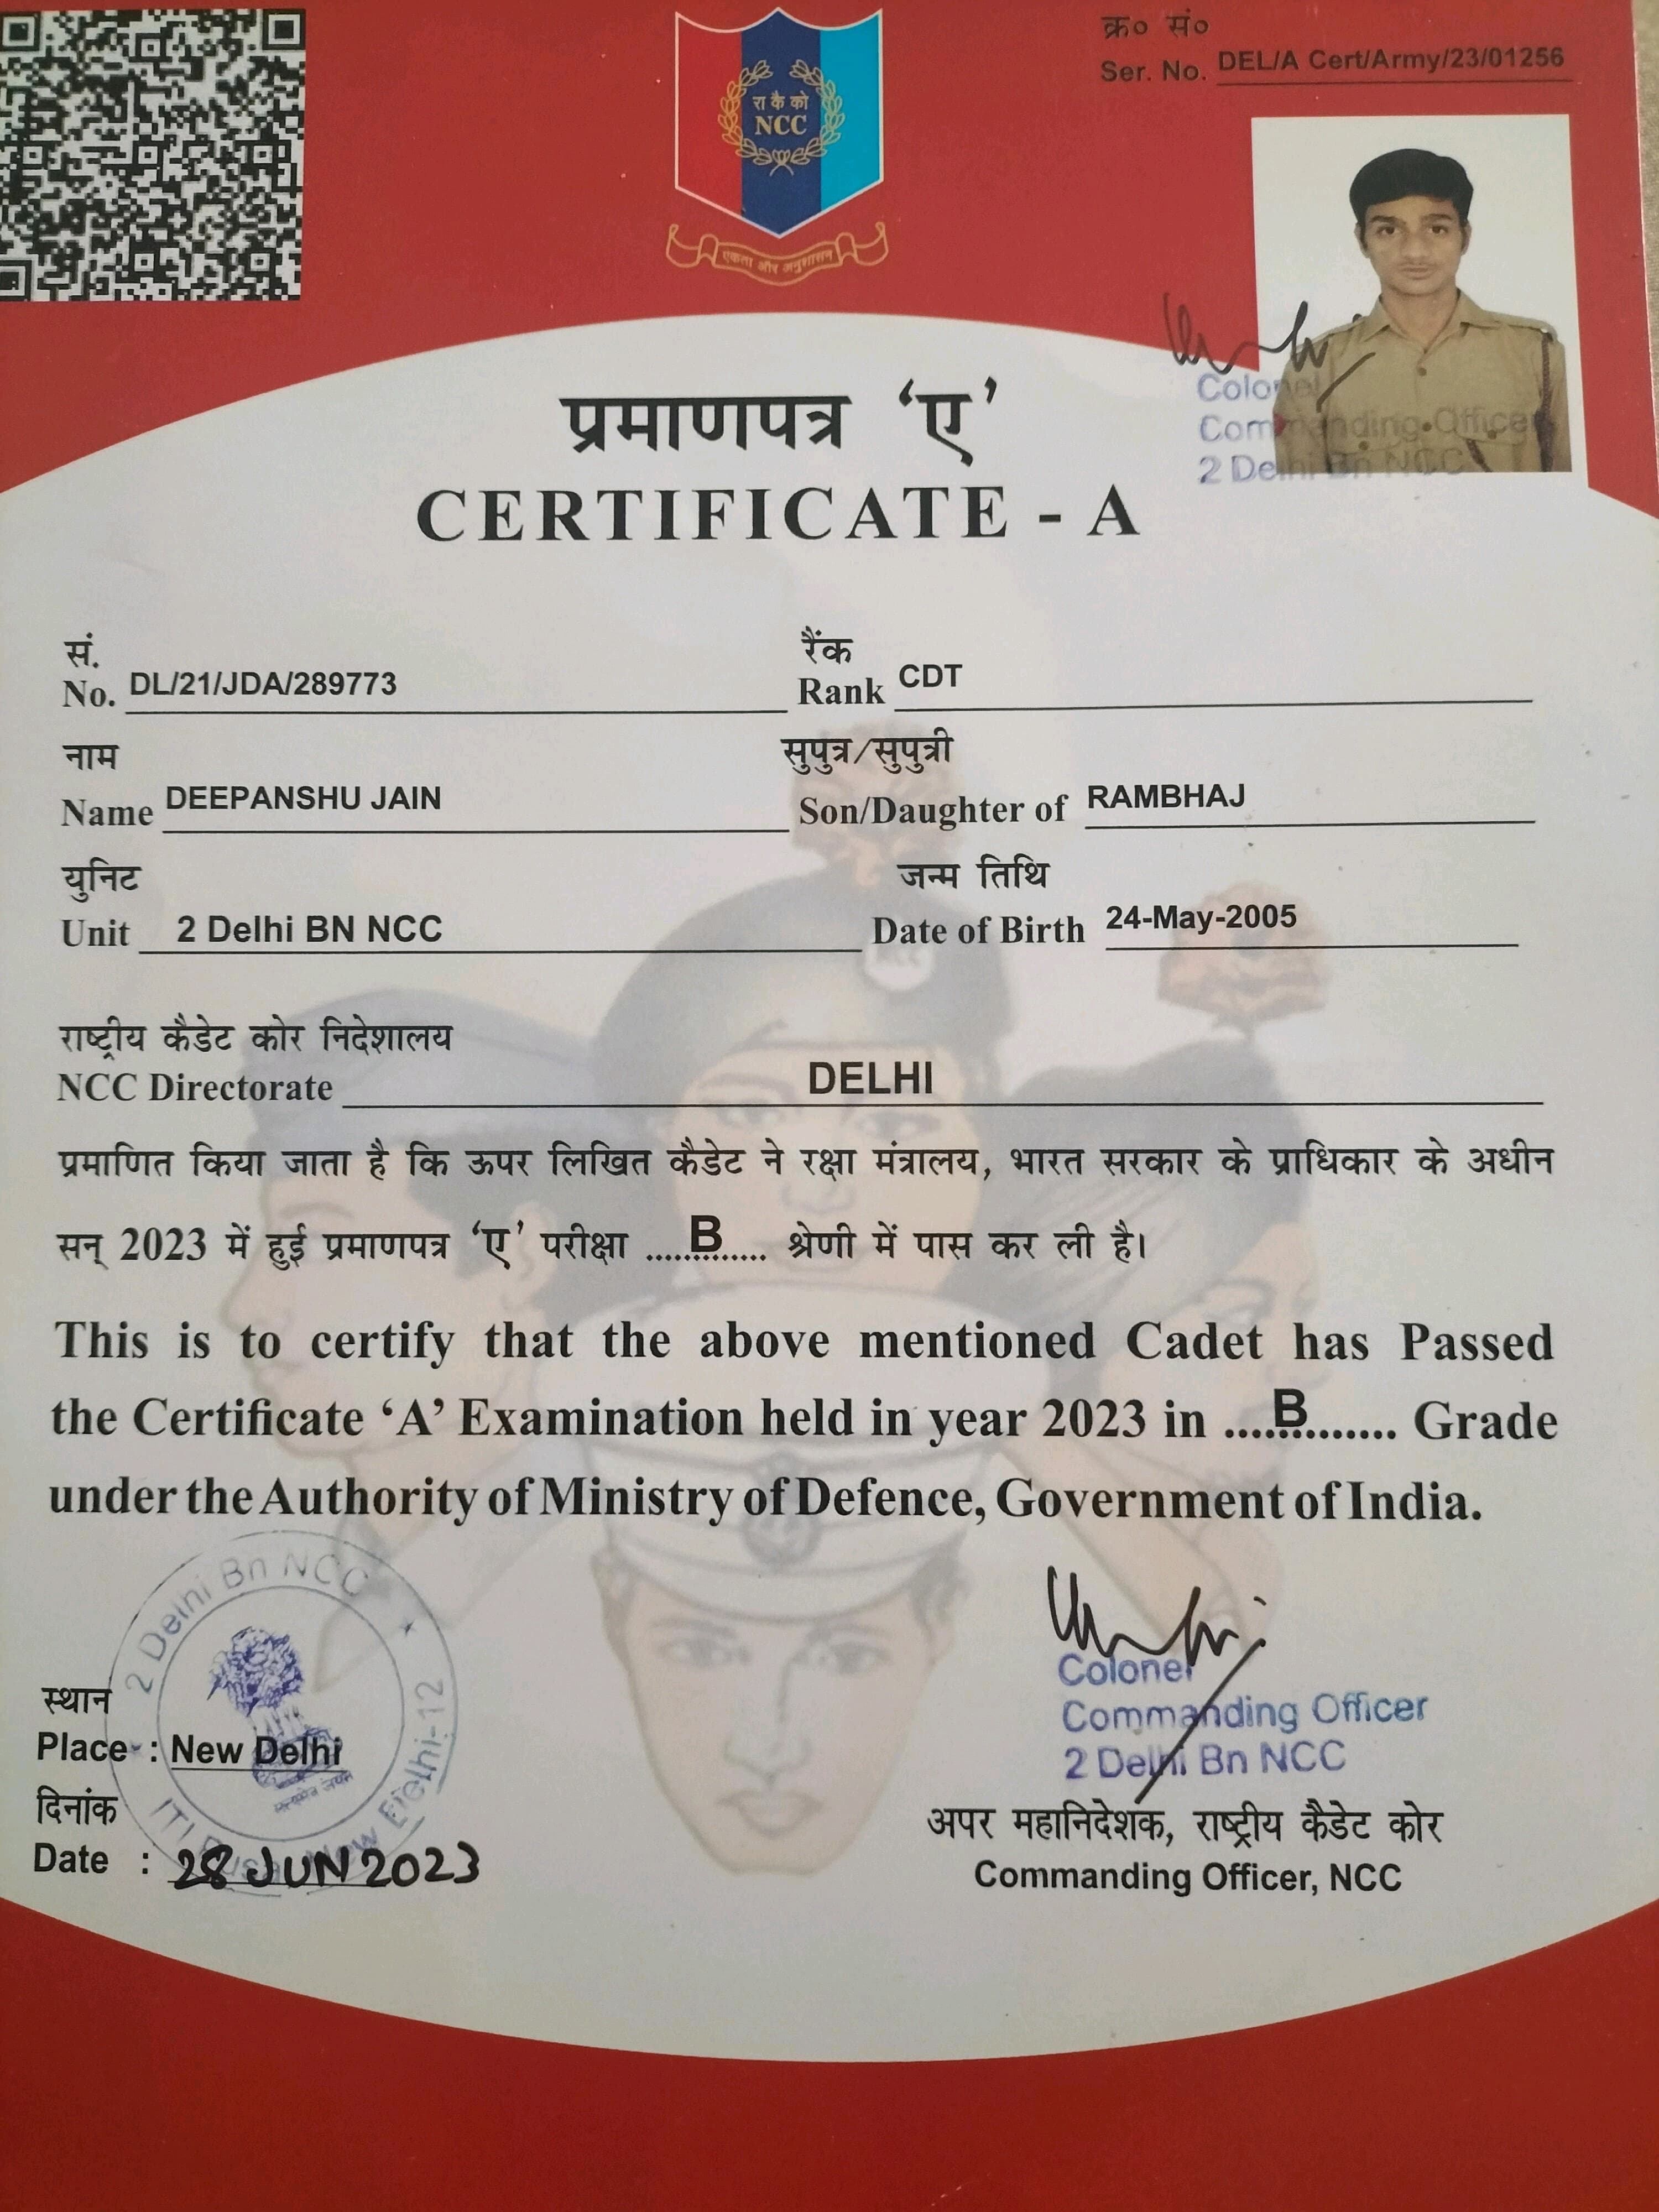 क्र० सं०
Ser. No. DEL/A Cert/Army/23/01256
रा कै को
NCC
एकता और अनुशासन
Colonel
Commanding Officer
2 Delhi Bn NCC
प्रमाणपत्र ‘ए’
CERTIFICATE - A
सं. रैंक
No. DL/21/JDA/289773 Rank CDT
नाम सुपुत्र/सुपुत्री
Name DEEPANSHU JAIN Son/Daughter of RAMBHAJ
युनिट जन्म तिथि
Unit 2 Delhi BN NCC Date of Birth 24-May-2005
राष्ट्रीय कैडेट कोर निदेशालय
NCC Directorate DELHI
प्रमाणित किया जाता है कि ऊपर लिखित कैडेट ने रक्षा मंत्रालय, भारत सरकार के प्राधिकार के अधीन
सन् 2023 में हुई प्रमाणपत्र ‘ए’ परीक्षा ....B..... श्रेणी में पास कर ली है।
This is to certify that the above mentioned Cadet has Passed
the Certificate ‘A’ Examination held in year 2023 in ....B........ Grade
under the Authority of Ministry of Defence, Government of India.
2 Delhi Bn NCC
ITI Pusa New Delhi-12
सत्यमेव जयते
Colonel
Commanding Officer
2 Delhi Bn NCC
स्थान
Place : New Delhi
दिनांक
Date : 28 JUN 2023
अपर महानिदेशक, राष्ट्रीय कैडेट कोर
Commanding Officer, NCC